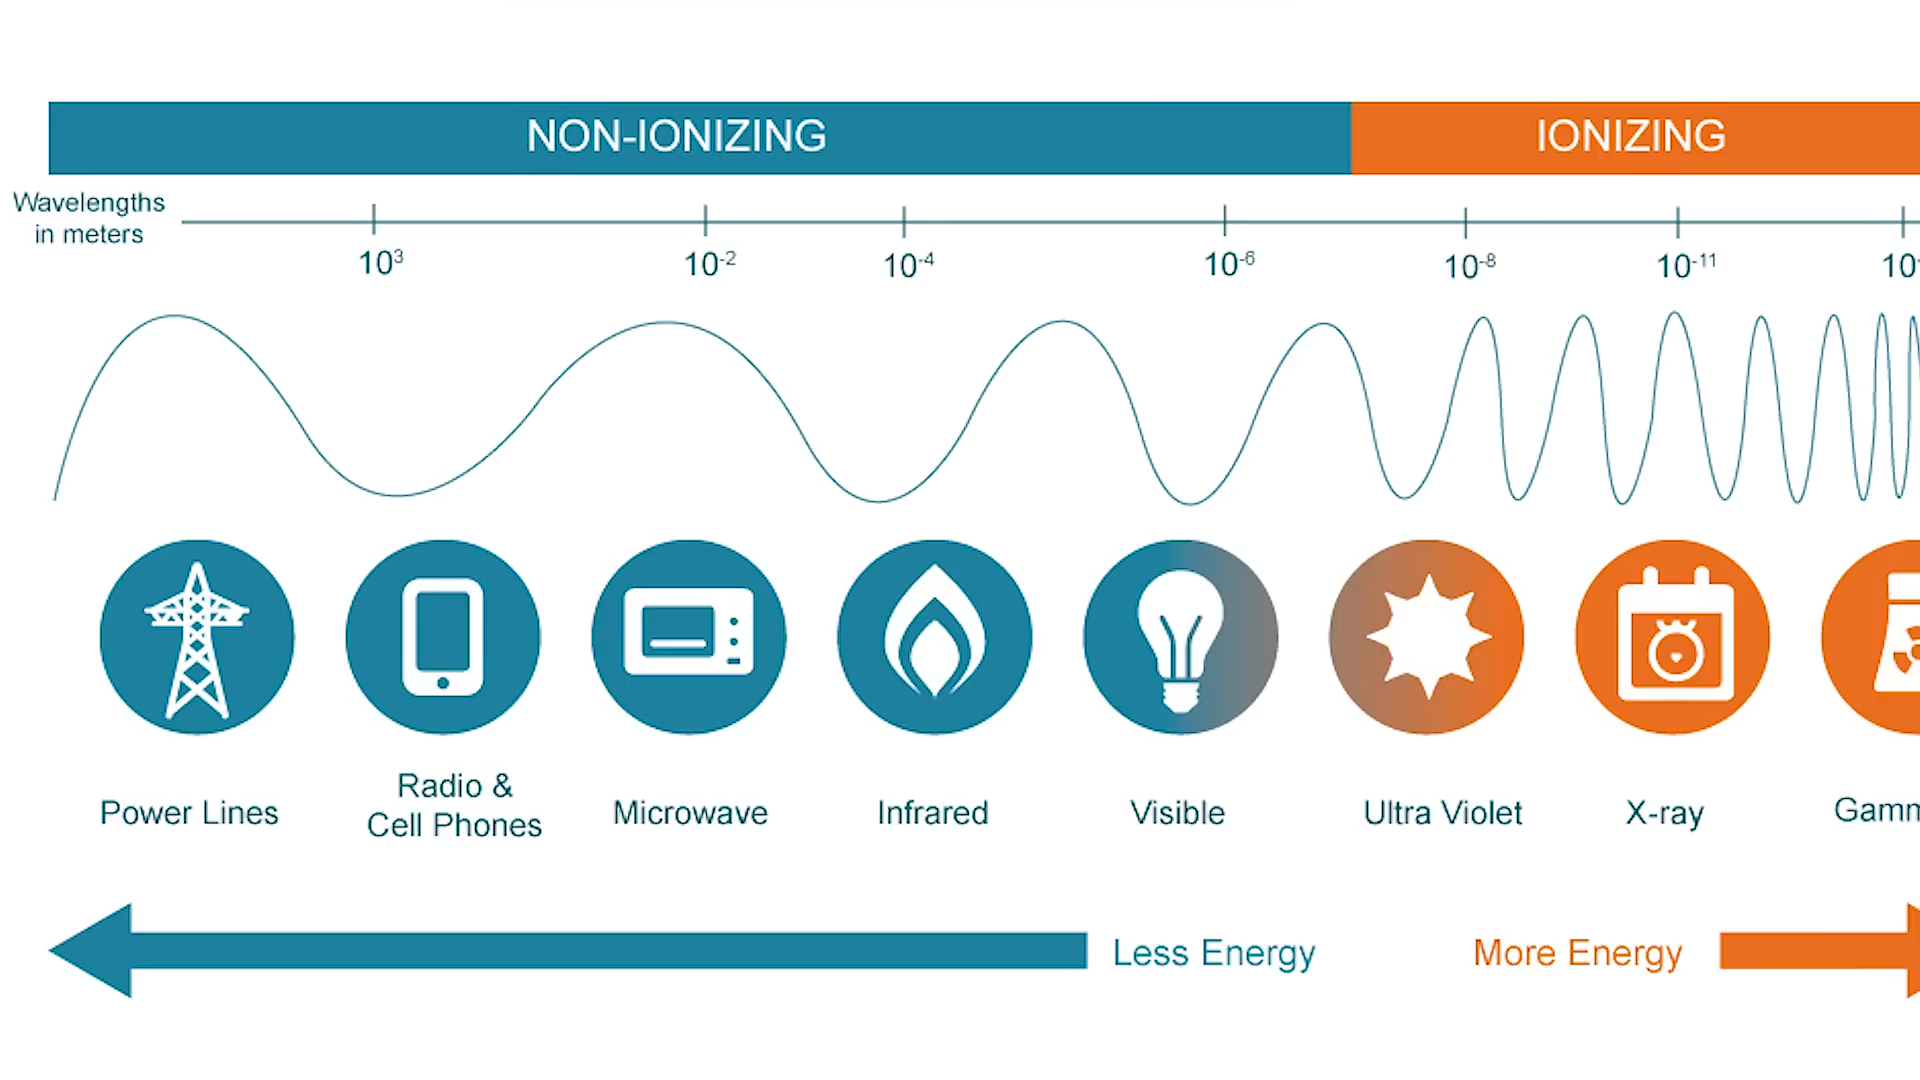 NON-IONIZING
IONIZING
Wavelengths
in meters
10³
10⁻²
10⁻⁴
10⁻⁶
10⁻⁸
10⁻¹¹
10
Power Lines
Radio &
Cell Phones
Microwave
Infrared
Visible
Ultra Violet
X-ray
Less Energy
More Energy